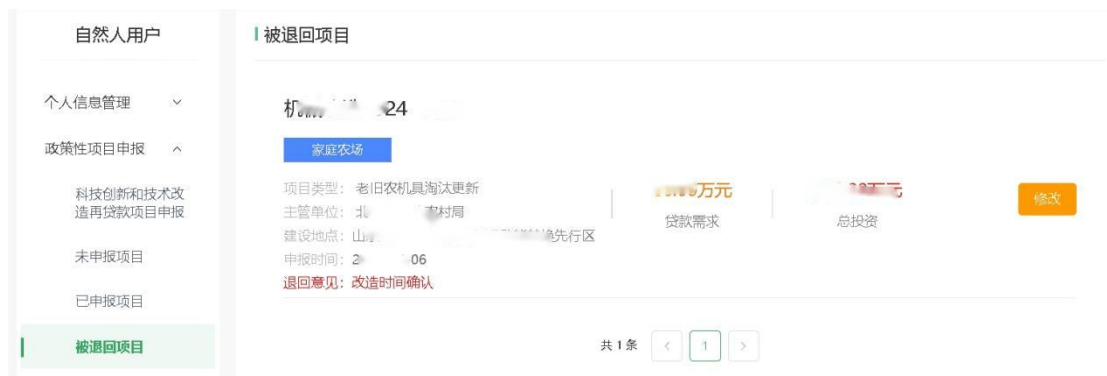 自然人用户
被退回项目
个人信息管理
24
政策性项目申报
家庭农场
科技创新和技术改
造再贷款项目申报
项目类型： 老旧农机具淘汰更新
万元
万元
修改
主管单位： 北 农村局
贷款需求
总投资
建设地点： 山 先行区
未申报项目
申报时间： 2 06
退回意见：改造时间确认
已申报项目
被退回项目
共 1 条 < 1 >